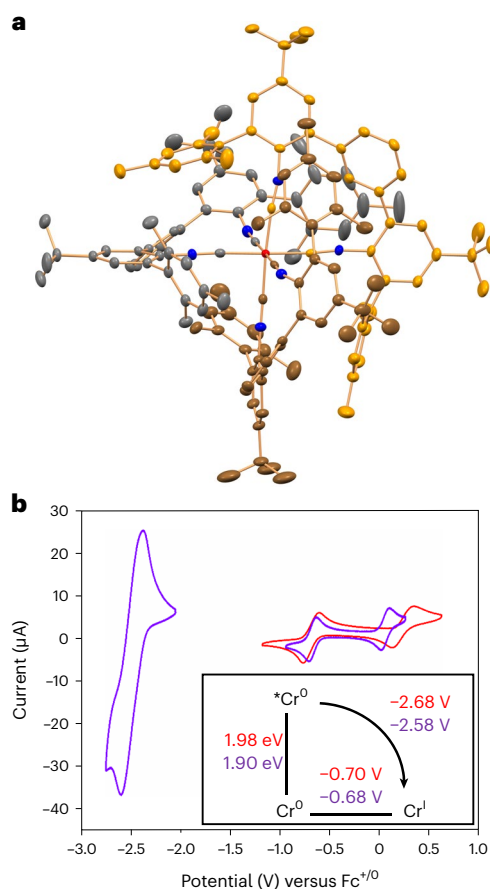 a
b
30
20
10
0
-10
-20
-30
-40
Current (μA)
*Cr⁰
−2.68 V
−2.58 V
1.98 eV
1.90 eV
−0.70 V
−0.68 V
Cr⁰
Crᴵ
-3.0 -2.5 -2.0 -1.5 -1.0 -0.5 0.0 0.5 1.0
Potential (V) versus Fc⁺ᐟ⁰